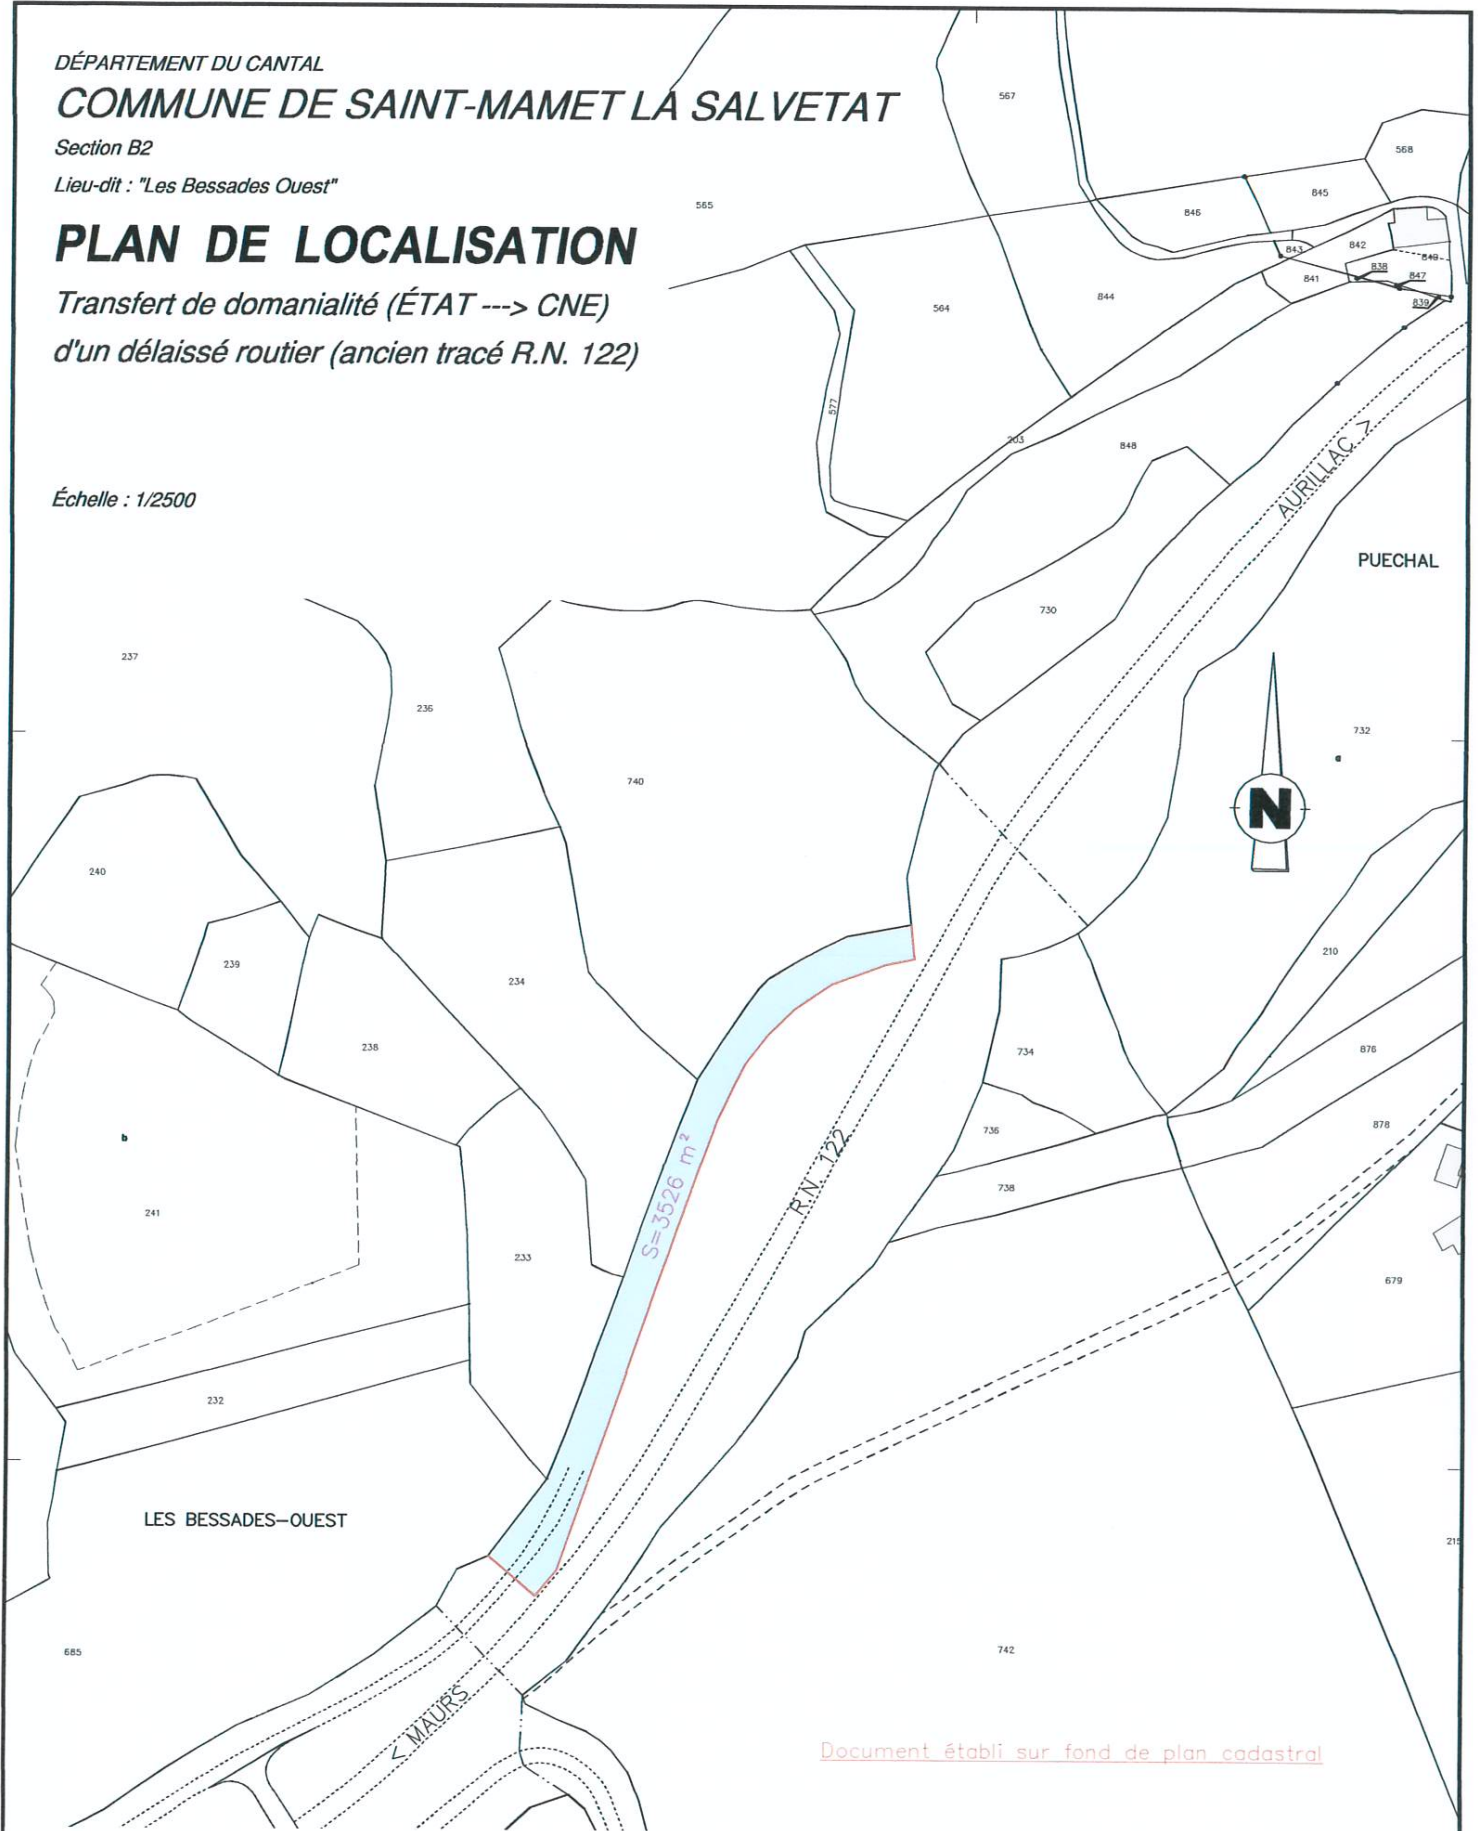 DÉPARTEMENT DU CANTAL
COMMUNE DE SAINT-MAMET LA SALVETAT
Section B2
Lieu-dit : "Les Bessades Ouest"
PLAN DE LOCALISATION
Transfert de domanialité (ÉTAT ---> CNE)
d'un délaissé routier (ancien tracé R.N. 122)
Échelle : 1/2500
567
568
565
845
846
843
842
849
838
847
841
839
844
564
577
203
848
AURILLAC >
PUECHAL
730
237
236
732
a
740
N
240
239
234
210
238
734
876
b
736
878
S=3526 m²
R.N. 122
738
241
233
679
232
LES BESSADES-OUEST
685
742
< MAURS
Document établi sur fond de plan cadastral